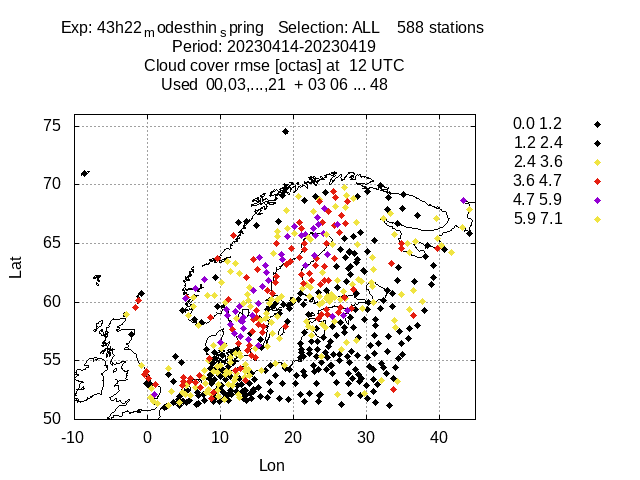 Exp: 43h22modesthinspring   Selection: ALL    588 stations
Period: 20230414-20230419
Cloud cover rmse [octas] at  12 UTC
Used  00,03,...,21  + 03 06 ... 48
0.0 1.2
1.2 2.4
2.4 3.6
3.6 4.7
4.7 5.9
5.9 7.1
75
70
65
60
55
50
Lat
-10 0 10 20 30 40
Lon